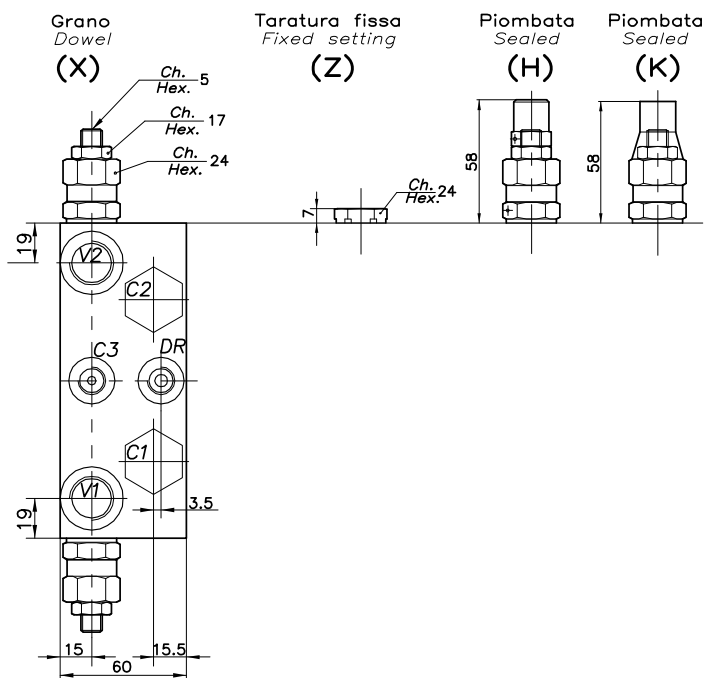 Grano
Dowel
(X)
Taratura fissa
Fixed setting
(Z)
Piombata
Sealed
(H)
Piombata
Sealed
(K)
Ch.
Hex. 5
Ch.
Hex. 17
Ch.
Hex. 24
7
Ch.
Hex. 24
58
58
19
V2
C2
C3
DR
C1
V1
19
3.5
15
15.5
60